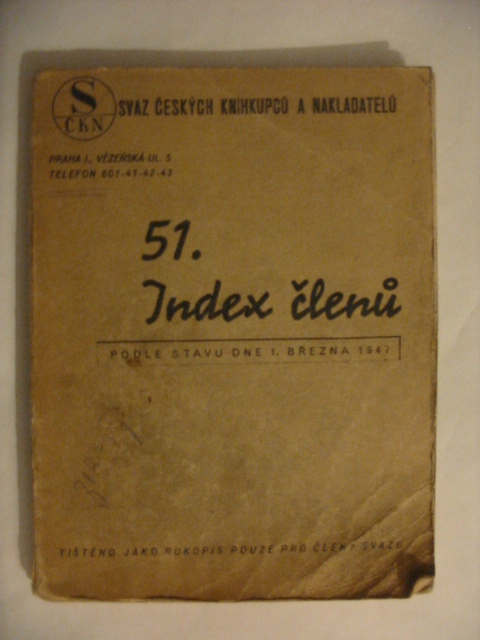 S
ČKN
SVAZ ČESKÝCH KNIHKUPCŮ A NAKLADATELŮ
PRAHA I., VĚZEŇSKÁ UL. 5
TELEFON 601-41-42-43
51.
Index členů
PODLE STAVU DNE 1. BŘEZNA 1947
TIŠTĚNO JAKO RUKOPIS POUZE PRO ČLENY SVAZU